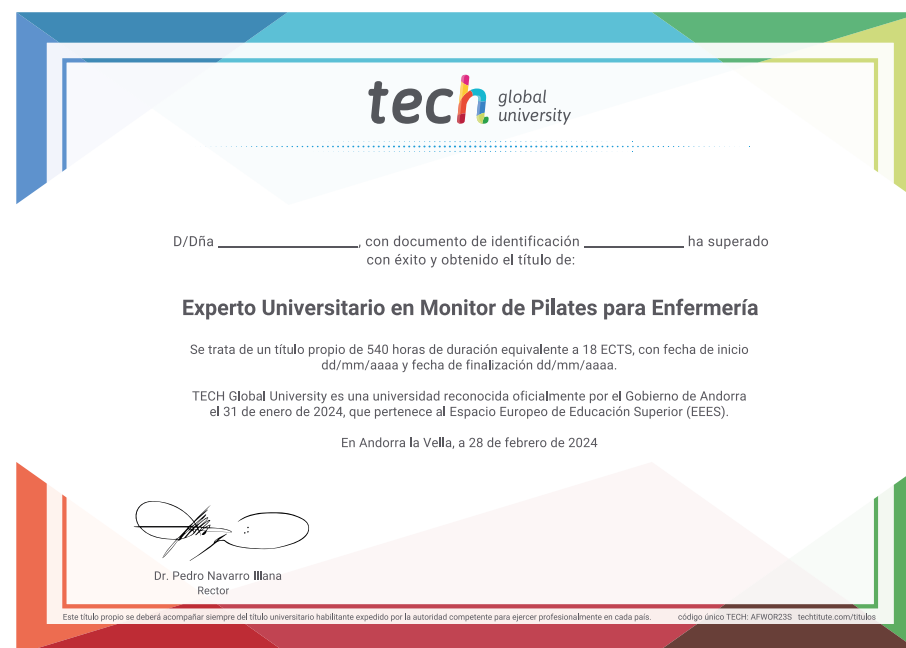 tech global university
D/Dña ____________________, con documento de identificación ______________ ha superado
con éxito y obtenido el título de:
Experto Universitario en Monitor de Pilates para Enfermería
Se trata de un título propio de 540 horas de duración equivalente a 18 ECTS, con fecha de inicio
dd/mm/aaaa y fecha de finalización dd/mm/aaaa.
TECH Global University es una universidad reconocida oficialmente por el Gobierno de Andorra
el 31 de enero de 2024, que pertenece al Espacio Europeo de Educación Superior (EEES).
En Andorra la Vella, a 28 de febrero de 2024
Dr. Pedro Navarro Illana
Rector
Este título propio se deberá acompañar siempre del título universitario habilitante expedido por la autoridad competente para ejercer profesionalmente en cada país. código único TECH: AFWOR23S techtitute.com/titulos